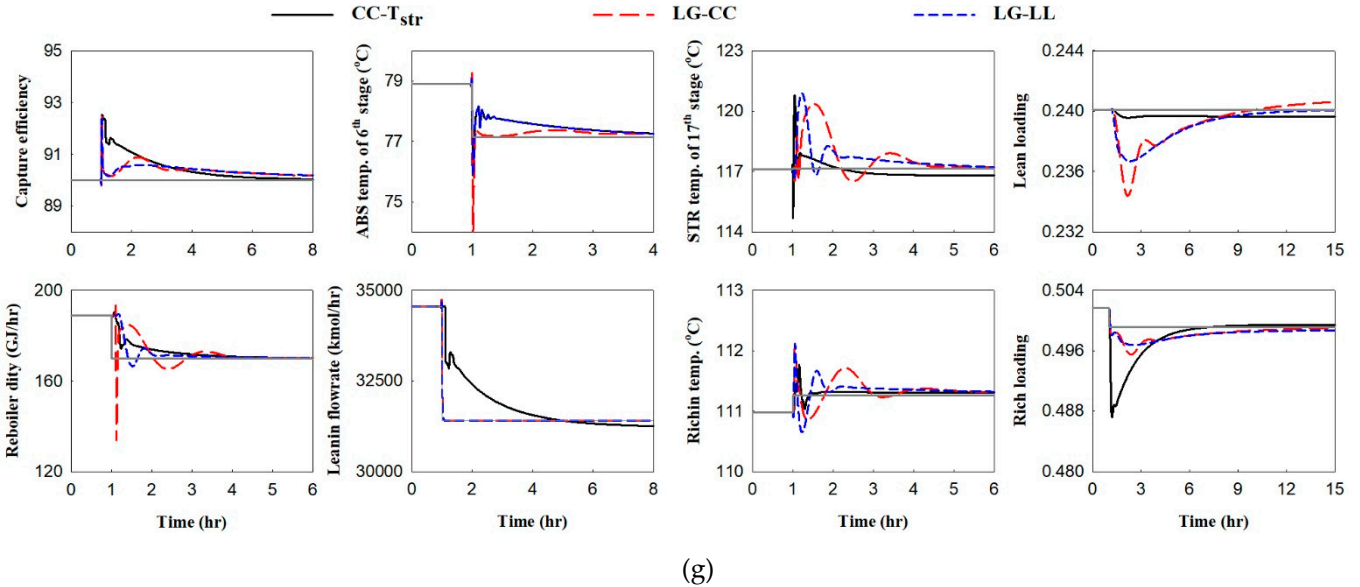 CC-Tstr LG-CC LG-LL
Capture efficiency
95
93
91
89
0 2 4 6 8
ABS temp. of 6th stage (oC)
79
77
75
0 1 2 3 4
STR temp. of 17th stage (oC)
123
120
117
114
0 1 2 3 4 5 6
Lean loading
0.244
0.240
0.236
0.232
0 3 6 9 12 15
Reboiler dity (GJ/hr)
200
160
120
0 1 2 3 4 5 6
Time (hr)
Leanin flowrate (kmol/hr)
35000
32500
30000
0 2 4 6 8
Time (hr)
Richin temp. (oC)
113
112
111
110
0 1 2 3 4 5 6
Time (hr)
Rich loading
0.504
0.496
0.488
0.480
0 3 6 9 12 15
Time (hr)
(g)